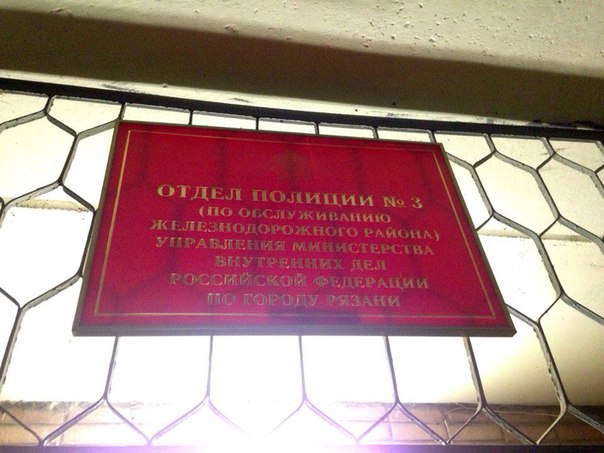 ОТДЕЛ ПОЛИЦИИ № 3
(ПО ОБСЛУЖИВАНИЮ
ЖЕЛЕЗНОДОРОЖНОГО РАЙОНА)
УПРАВЛЕНИЯ МИНИСТЕРСТВА
ВНУТРЕННИХ ДЕЛ
РОССИЙСКОЙ ФЕДЕРАЦИИ
ПО ГОРОДУ РЯЗАНИ